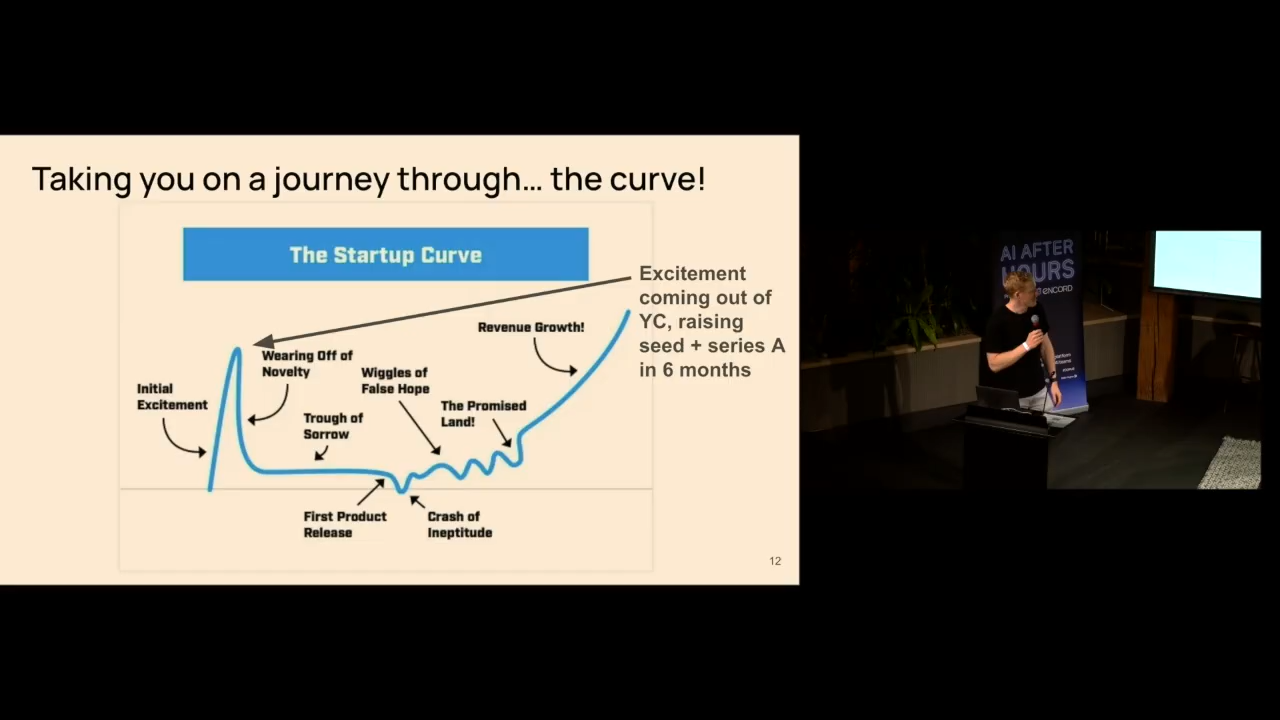 Taking you on a journey through... the curve!
The Startup Curve
Excitement
coming out of
YC, raising
seed + series A
in 6 months
Revenue Growth!
Wearing Off of
Novelty
Wiggles of
False Hope
Initial
Excitement
The Promised
Land!
Trough of
Sorrow
First Product
Release
Crash of
Ineptitude
12
AI AFTER
HOURS
ENCORD